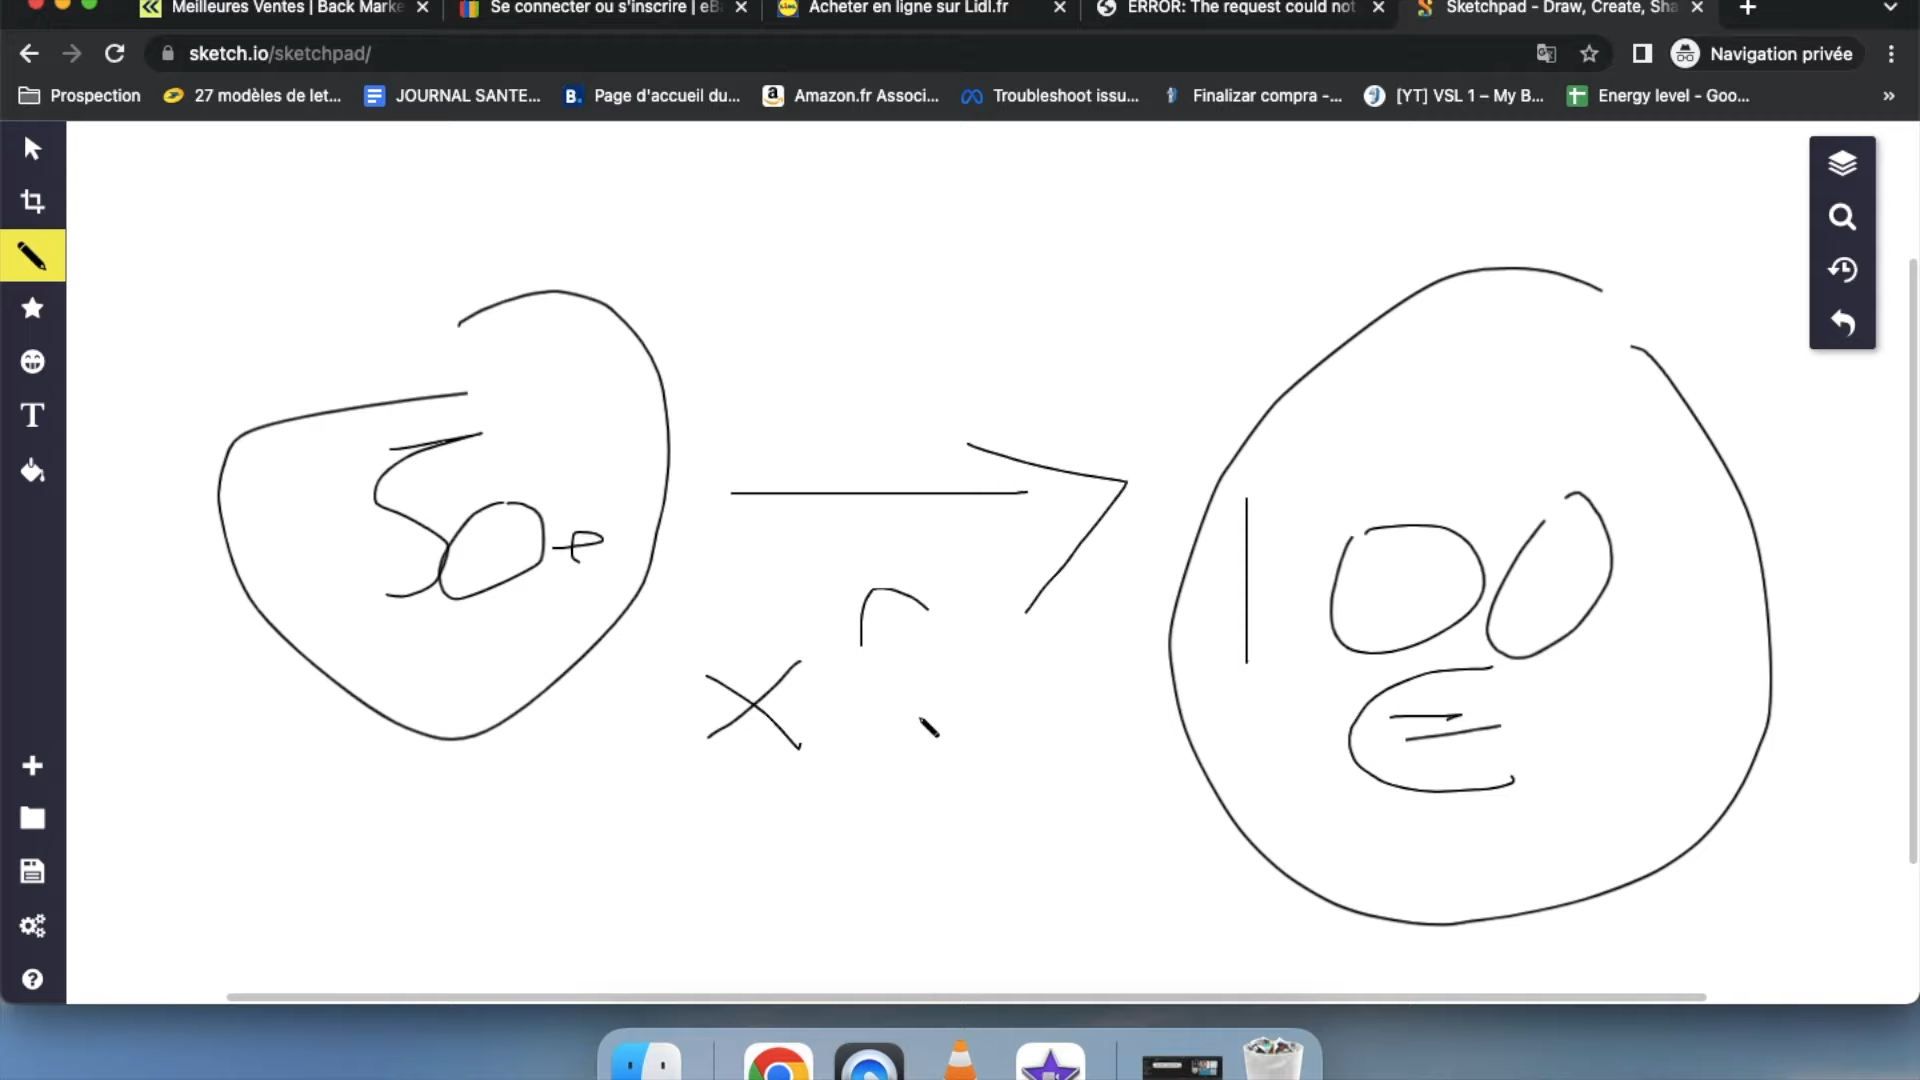 Meilleures Ventes | Back Marke
Se connecter ou s'inscrire | eB
Acheter en ligne sur Lidl.fr
ERROR: The request could not
Sketchpad - Draw, Create, Sha
sketch.io/sketchpad/
Navigation privée
Prospection
27 modèles de let...
JOURNAL SANTE...
Page d'accueil du...
Amazon.fr Associ...
Troubleshoot issu...
Finalizar compra -...
[YT] VSL 1 – My B...
Energy level - Goo...
»
T
50
100
€
X